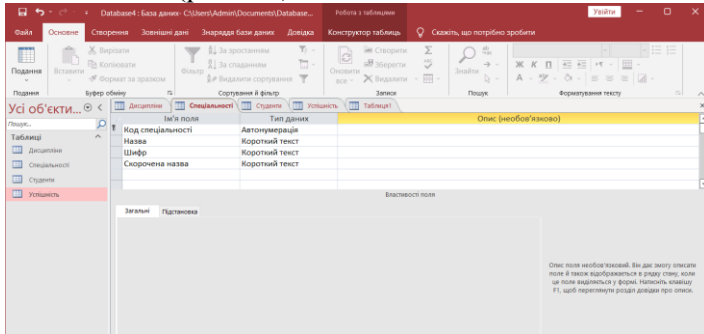 Database4 : База даних- C:\Users\Admin\Documents\Database...
Робота з таблицями
Увійти
Файл Основне Створення Зовнішні дані Знаряддя бази даних Довідка Конструктор таблиць Скажіть, що потрібно зробити
Подання
Вставити
Вирізати
Копіювати
Формат за зразком
Фільтр
За зростанням
За спаданням
Видалити сортування
Оновити все
Створити
Зберегти
Видалити
Знайти
Ж К П
Подання Буфер обміну Сортування й фільтр Записи Пошук Форматування тексту
Усі об'єкти...
Пошук...
Таблиці
Дисципліни
Спеціальності
Студенти
Успішність
Дисципліни Спеціальності Студенти Успішність Таблиця1
Ім'я поля Тип даних Опис (необов'язково)
Код спеціальності Автонумерація
Назва Короткий текст
Шифр Короткий текст
Скорочена назва Короткий текст
Властивості поля
Загальні Підстановка
Опис поля необов'язковий. Він дає змогу описати
поле й також відображається в рядку стану, коли
це поле виділяється у формі. Натисніть клавішу
F1, щоб переглянути розділ довідки про описи.